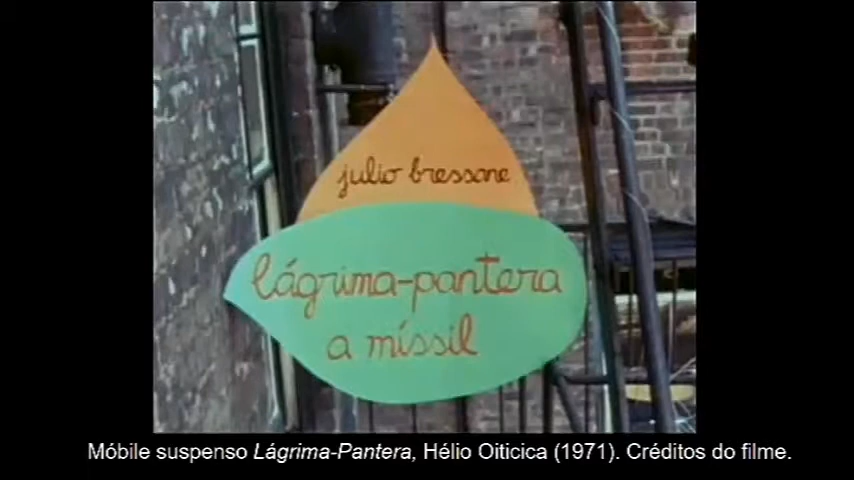 julio bressane
lágrima-pantera
a míssil
Móbile suspenso Lágrima-Pantera, Hélio Oiticica (1971). Créditos do filme.